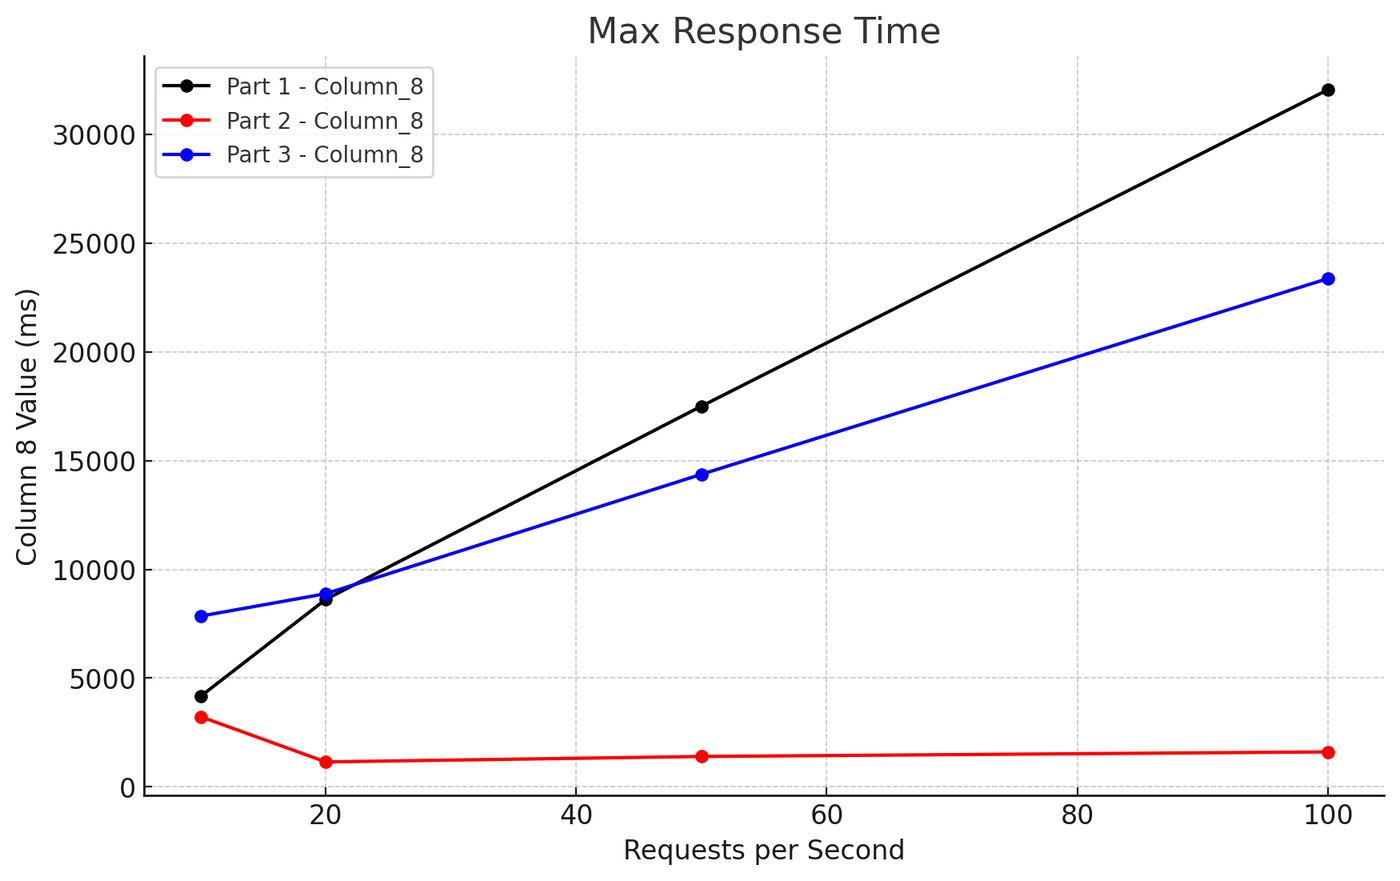 Max Response Time
Part 1 - Column_8
Part 2 - Column_8
Part 3 - Column_8
30000
25000
20000
15000
10000
5000
0
Column 8 Value (ms)
20 40 60 80 100
Requests per Second